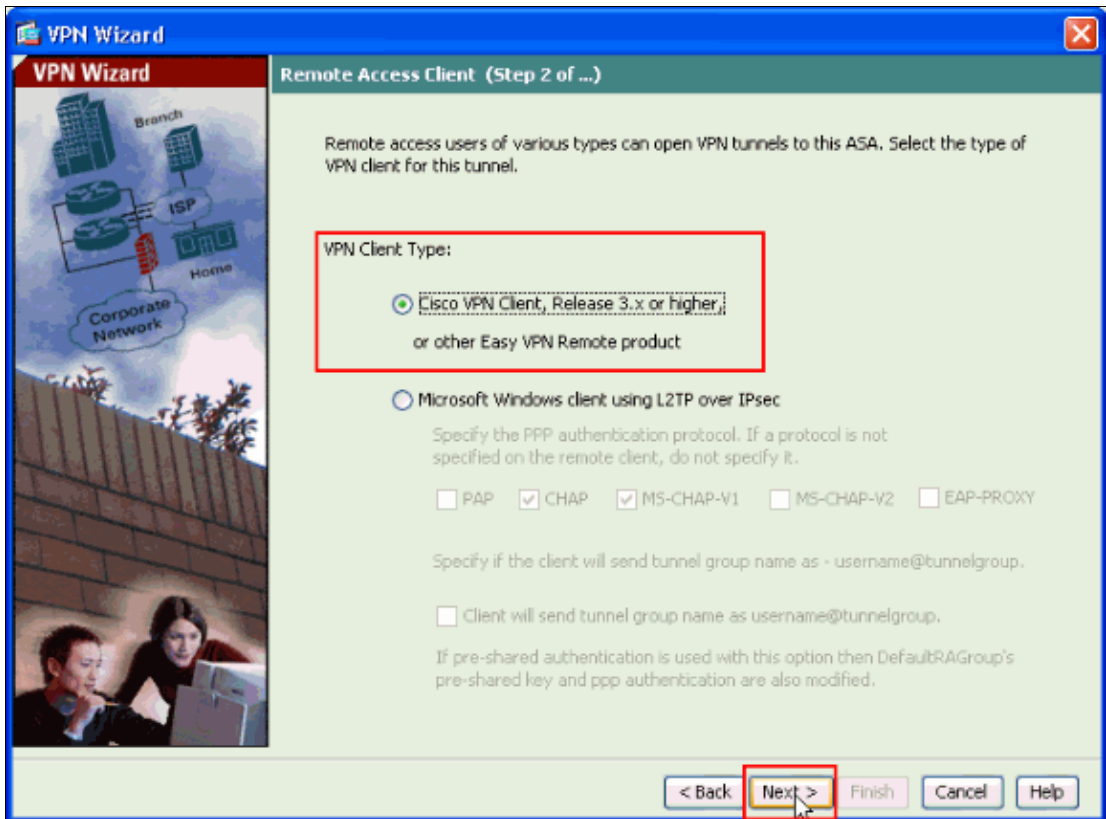 VPN Wizard
VPN Wizard
Remote Access Client (Step 2 of ...)
Branch
ISP
Home
Corporate
Network
Remote access users of various types can open VPN tunnels to this ASA. Select the type of
VPN client for this tunnel.
VPN Client Type:
Cisco VPN Client, Release 3.x or higher,
or other Easy VPN Remote product
Microsoft Windows client using L2TP over IPsec
Specify the PPP authentication protocol. If a protocol is not
specified on the remote client, do not specify it.
PAP CHAP MS-CHAP-V1 MS-CHAP-V2 EAP-PROXY
Specify if the client will send tunnel group name as - username@tunnelgroup.
Client will send tunnel group name as username@tunnelgroup.
If pre-shared authentication is used with this option then DefaultRAGroup's
pre-shared key and ppp authentication are also modified.
< Back Next > Finish Cancel Help